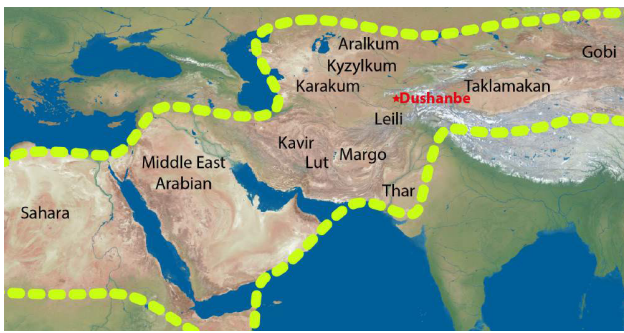 Aralkum
Gobi
Kyzylkum
Karakum
Taklamakan
Dushanbe
Leili
Kavir
Lut
Margo
Middle East
Arabian
Thar
Sahara